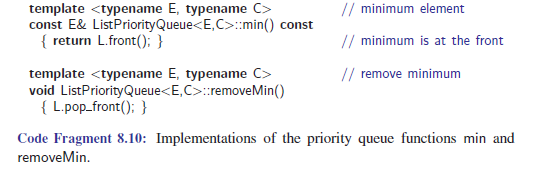 template <typename E, typename C> // minimum element
const E& ListPriorityQueue<E,C>::min() const
{ return L.front(); } // minimum is at the front
template <typename E, typename C> // remove minimum
void ListPriorityQueue<E,C>::removeMin()
{ L.pop_front(); }
Code Fragment 8.10: Implementations of the priority queue functions min and
removeMin.